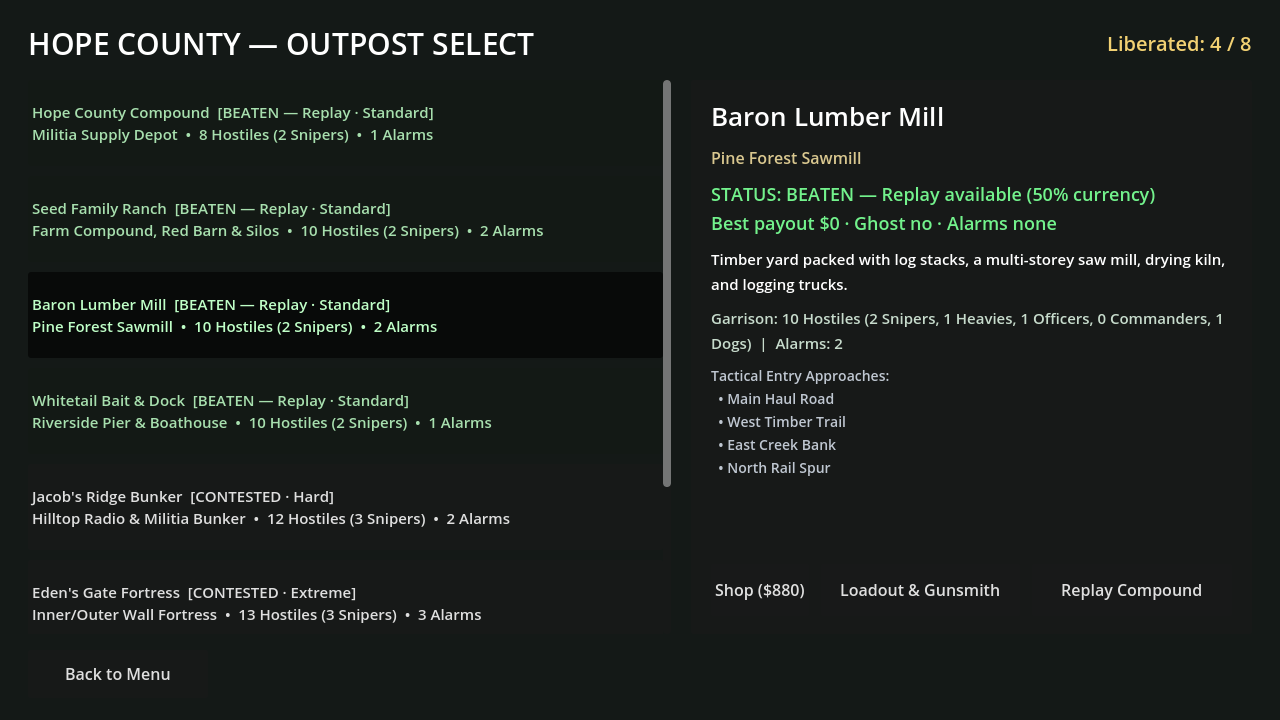 HOPE COUNTY — OUTPOST SELECT
Liberated: 4 / 8
Hope County Compound  [BEATEN — Replay · Standard]
Militia Supply Depot  •  8 Hostiles (2 Snipers)  •  1 Alarms
Seed Family Ranch  [BEATEN — Replay · Standard]
Farm Compound, Red Barn & Silos  •  10 Hostiles (2 Snipers)  •  2 Alarms
Baron Lumber Mill  [BEATEN — Replay · Standard]
Pine Forest Sawmill  •  10 Hostiles (2 Snipers)  •  2 Alarms
Whitetail Bait & Dock  [BEATEN — Replay · Standard]
Riverside Pier & Boathouse  •  10 Hostiles (2 Snipers)  •  1 Alarms
Jacob's Ridge Bunker  [CONTESTED · Hard]
Hilltop Radio & Militia Bunker  •  12 Hostiles (3 Snipers)  •  2 Alarms
Eden's Gate Fortress  [CONTESTED · Extreme]
Inner/Outer Wall Fortress  •  13 Hostiles (3 Snipers)  •  3 Alarms
Baron Lumber Mill
Pine Forest Sawmill
STATUS: BEATEN — Replay available (50% currency)
Best payout $0 · Ghost no · Alarms none
Timber yard packed with log stacks, a multi-storey saw mill, drying kiln,
and logging trucks.
Garrison: 10 Hostiles (2 Snipers, 1 Heavies, 1 Officers, 0 Commanders, 1
Dogs)  |  Alarms: 2
Tactical Entry Approaches:
• Main Haul Road
• West Timber Trail
• East Creek Bank
• North Rail Spur
Shop ($880)
Loadout & Gunsmith
Replay Compound
Back to Menu